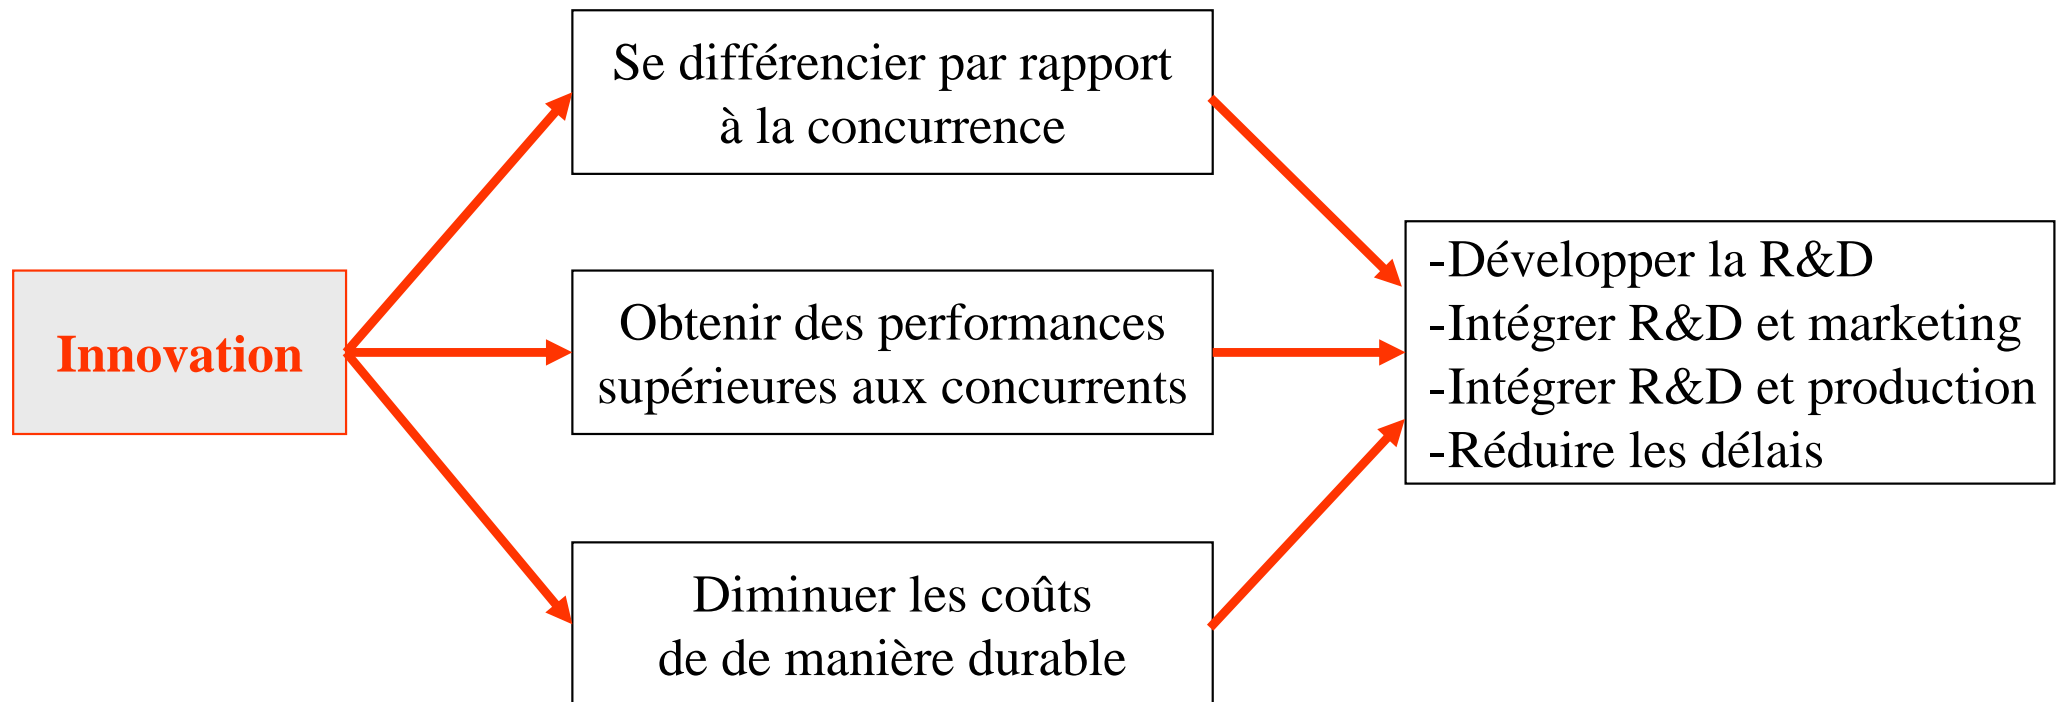 Se différencier par rapport
à la concurrence
Innovation
Obtenir des performances
supérieures aux concurrents
Diminuer les coûts
de de manière durable
-Développer la R&D
-Intégrer R&D et marketing
-Intégrer R&D et production
-Réduire les délais